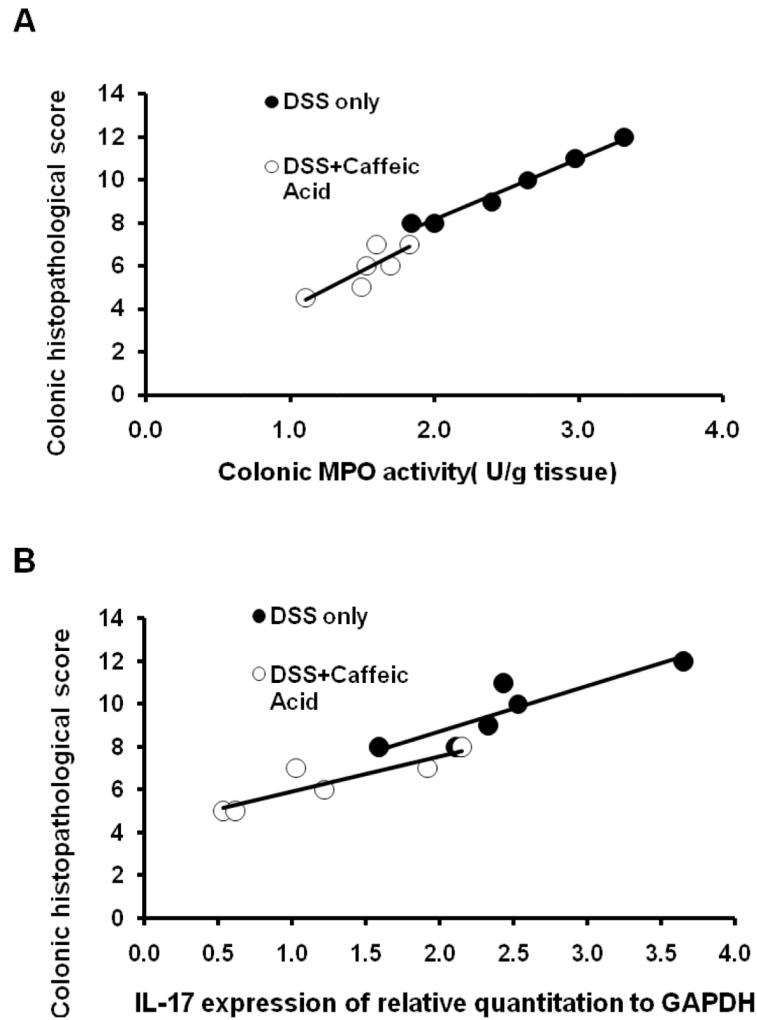 A
Colonic histopathological score
14
12
10
8
6
4
2
0
DSS only
DSS+Caffeic
Acid
0.0 1.0 2.0 3.0 4.0
Colonic MPO activity( U/g tissue)
B
Colonic histopathological score
14
12
10
8
6
4
2
0
DSS only
DSS+Caffeic
Acid
0.0 0.5 1.0 1.5 2.0 2.5 3.0 3.5 4.0
IL-17 expression of relative quantitation to GAPDH